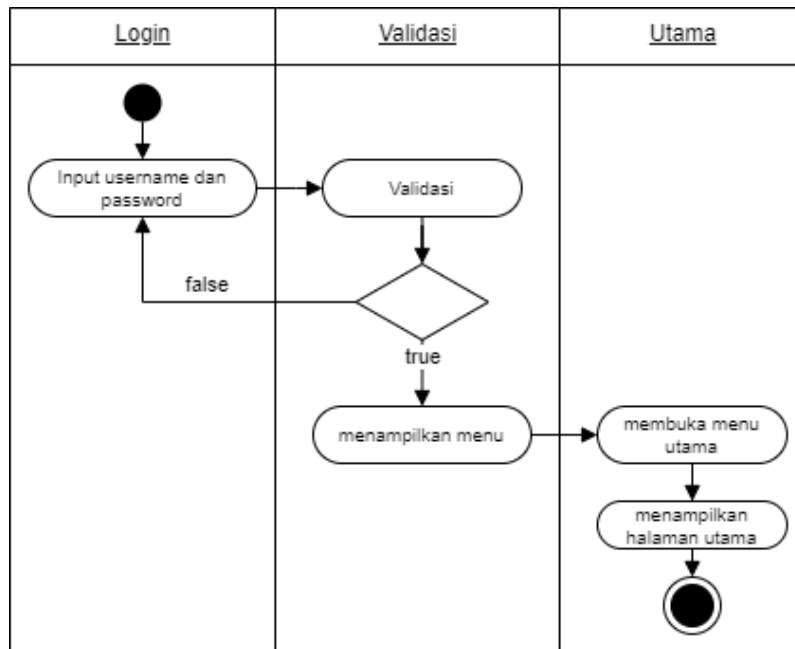 Login
Validasi
Utama
Input username dan
password
Validasi
false
true
menampilkan menu
membuka menu
utama
menampilkan
halaman utama